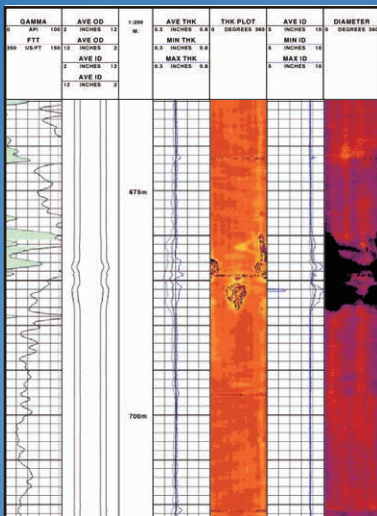 GAMMA
0 API 100
FTT
250 US/FT 150
AVE OD
2 INCHES 12
AVE OD
12 INCHES 2
AVE ID
2 INCHES 12
AVE ID
12 INCHES 2
1:200
M.
AVE THK
0.3 INCHES 0.8
MIN THK
0.3 INCHES 0.8
MAX THK
0.3 INCHES 0.8
THK PLOT
0 DEGREES 360
AVE ID
5 INCHES 10
MIN ID
5 INCHES 10
MAX ID
5 INCHES 10
DIAMETER
0 DEGREES 360
675m
700m